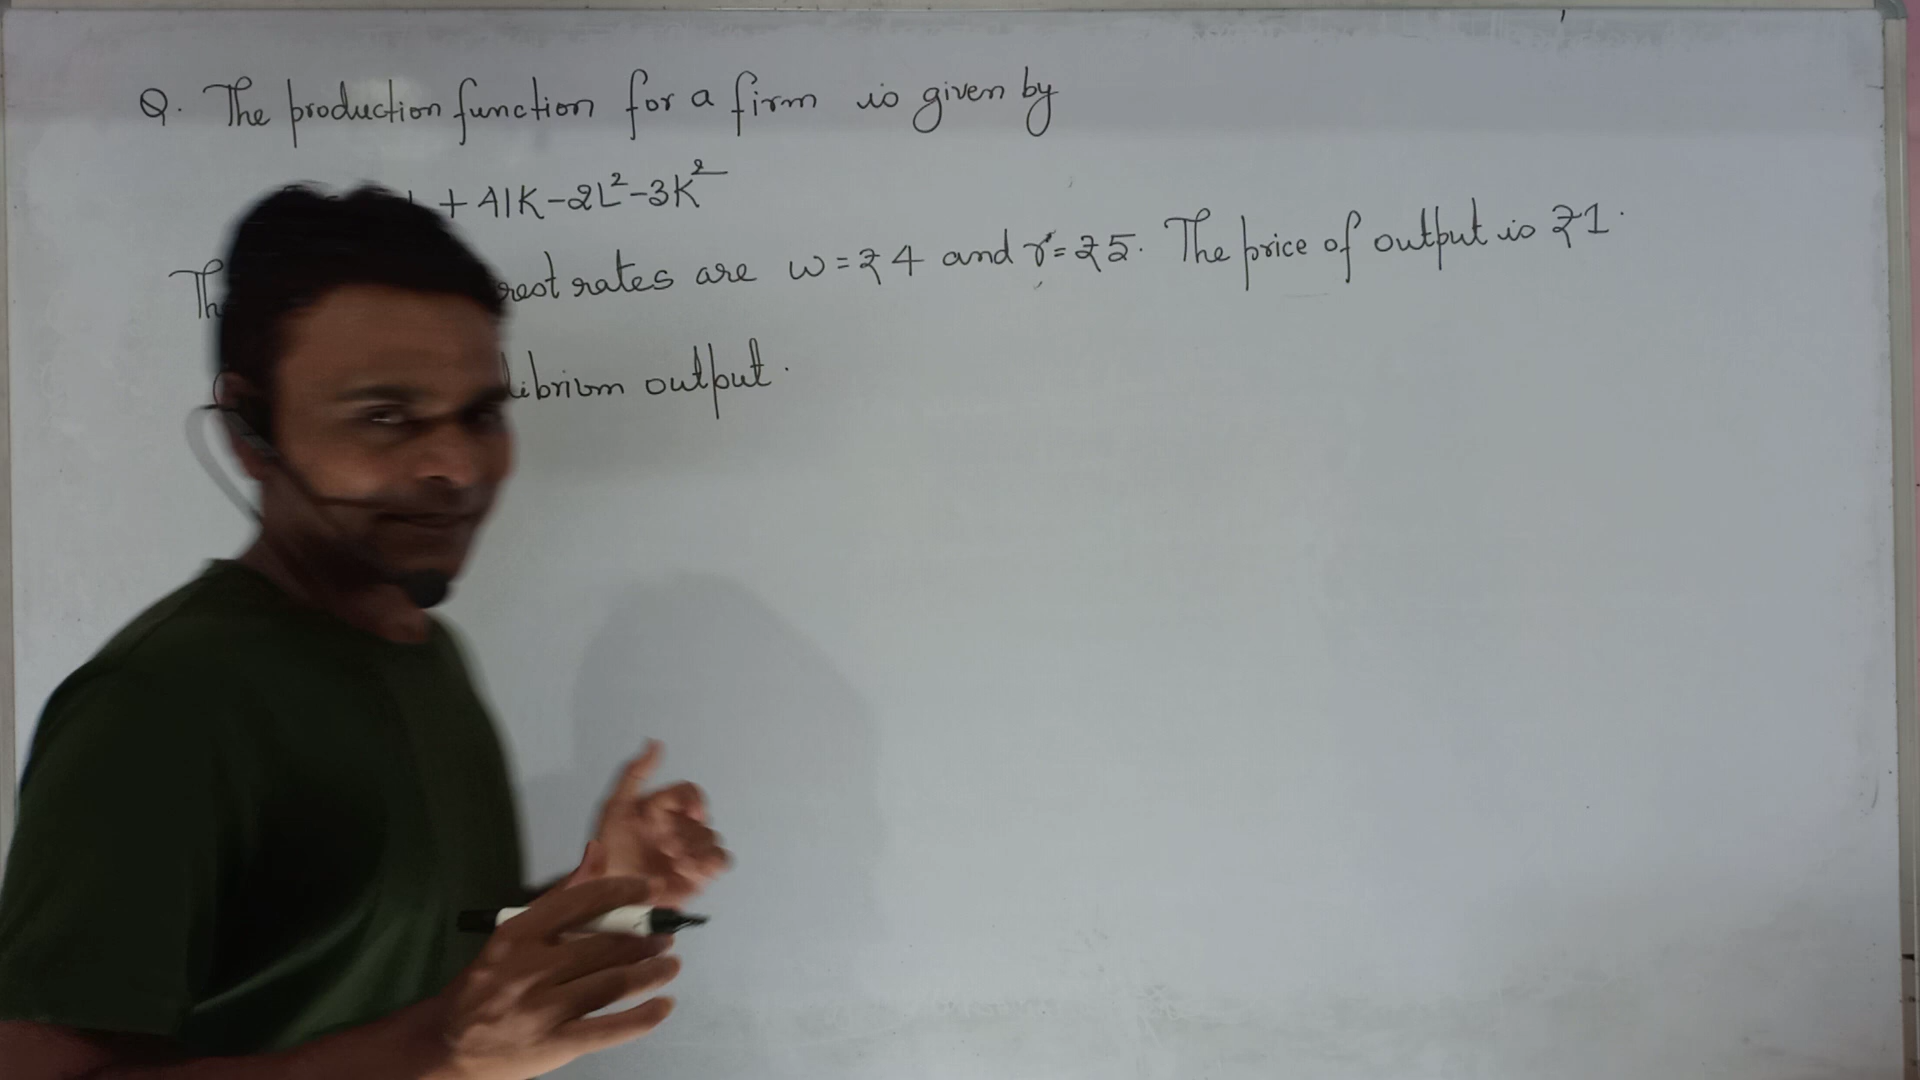 Q. The production function for a firm is given by
+ 41K-2L²-3K²
rest rates are w=₹4 and r=₹5. The price of output is ₹1.
librium output.